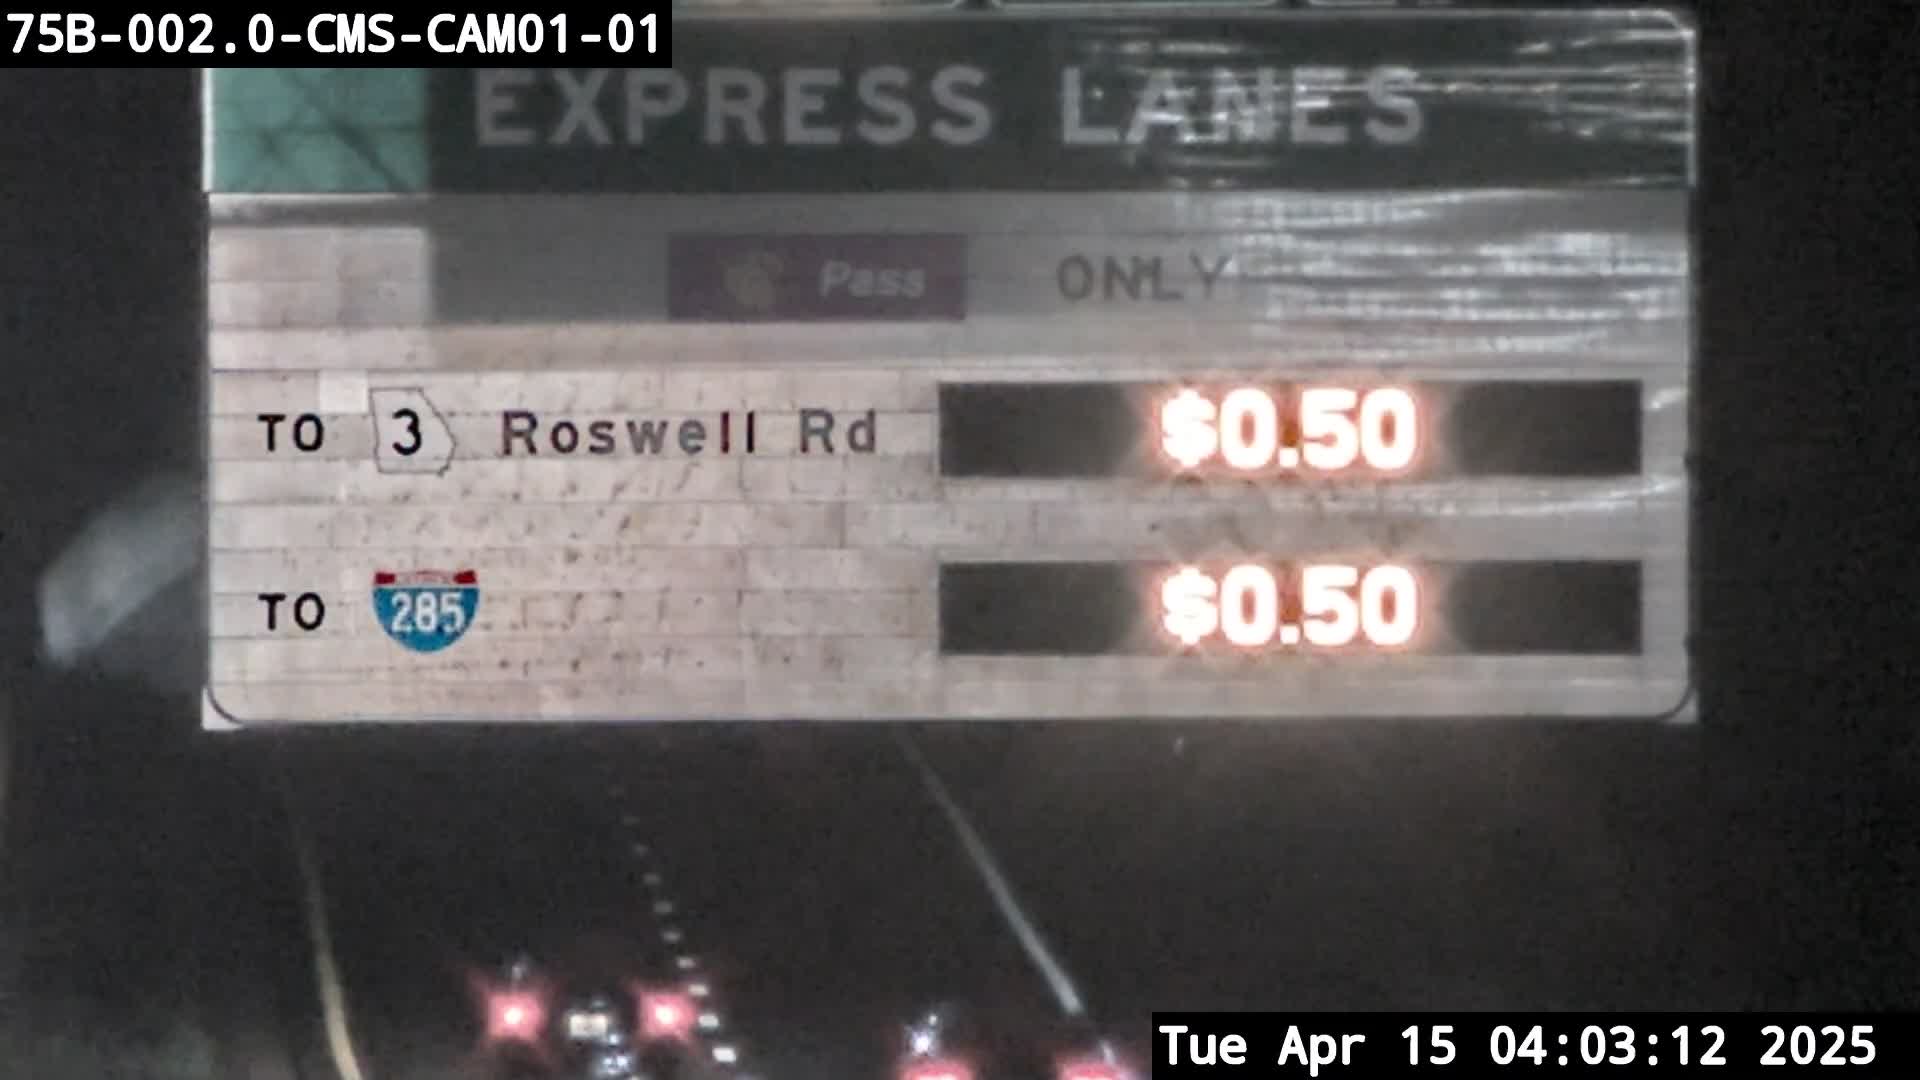 75B-002.0-CMS-CAM01-01
EXPRESS LANES
Pass ONLY
TO 3 Roswell Rd $0.50
TO 285 $0.50
Tue Apr 15 04:03:12 2025